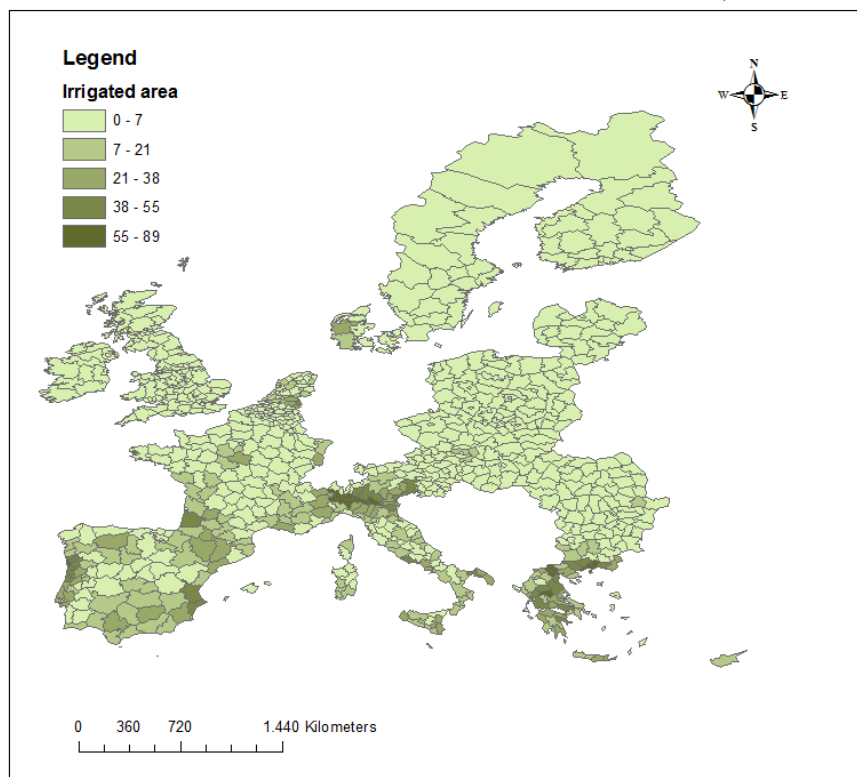 Legend
Irrigated area
0 - 7
7 - 21
21 - 38
38 - 55
55 - 89
N
W E
S
0 360 720 1.440 Kilometers